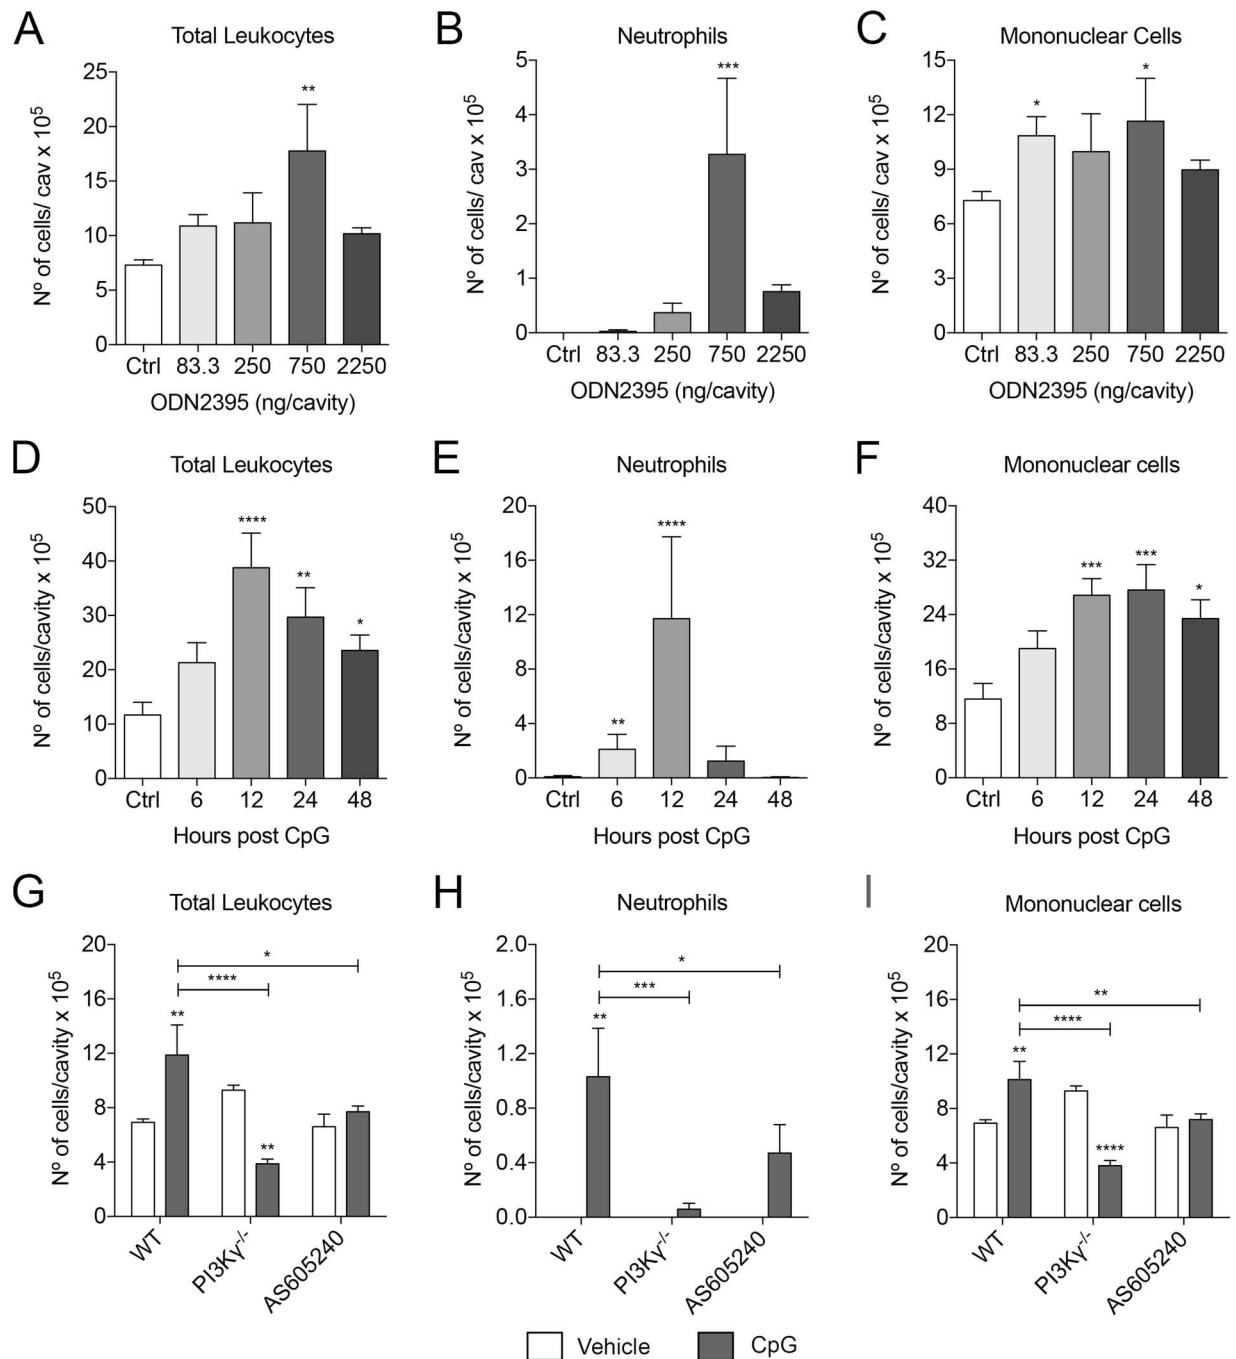 A
Total Leukocytes
Nº of cells/ cav x 10⁵
25
20
15
10
5
0
**
Ctrl 83.3 250 750 2250
ODN2395 (ng/cavity)
B
Neutrophils
Nº of cells/ cav x 10⁵
5
4
3
2
1
0
***
Ctrl 83.3 250 750 2250
ODN2395 (ng/cavity)
C
Mononuclear Cells
Nº of cells/ cav x 10⁵
15
12
9
6
3
0
* *
Ctrl 83.3 250 750 2250
ODN2395 (ng/cavity)
D
Total Leukocytes
Nº of cells/cavity x 10⁵
50
40
30
20
10
0
**** ** *
Ctrl 6 12 24 48
Hours post CpG
E
Neutrophils
Nº of cells/cavity x 10⁵
20
16
12
8
4
0
** ****
Ctrl 6 12 24 48
Hours post CpG
F
Mononuclear cells
Nº of cells/cavity x 10⁵
40
32
24
16
8
0
*** *** *
Ctrl 6 12 24 48
Hours post CpG
G
Total Leukocytes
Nº of cells/cavity x 10⁵
20
16
12
8
4
0
*
****
**
**
WT PI3Kγ⁻/⁻ AS605240
H
Neutrophils
Nº of cells/cavity x 10⁵
2.0
1.6
1.2
0.8
0.4
0.0
*
***
**
WT PI3Kγ⁻/⁻ AS605240
I
Mononuclear cells
Nº of cells/cavity x 10⁵
20
16
12
8
4
0
**
****
**
****
WT PI3Kγ⁻/⁻ AS605240
Vehicle CpG